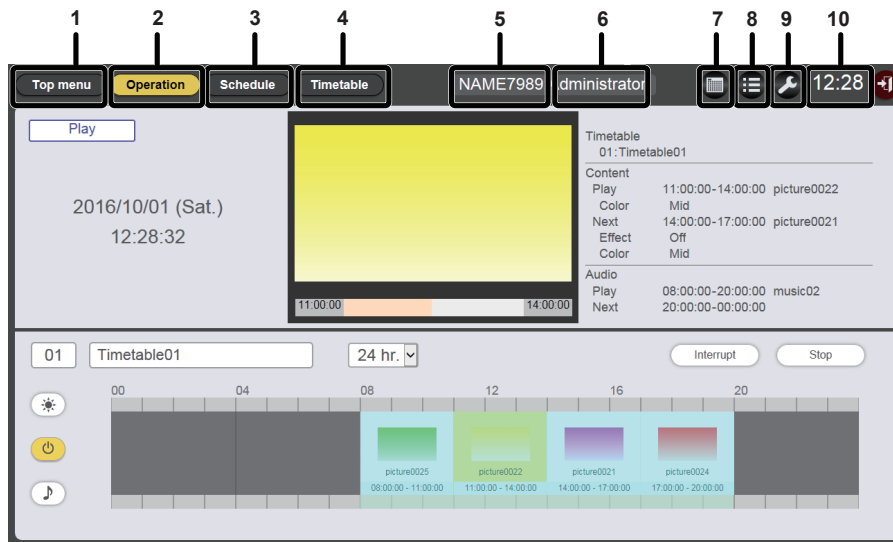 1 2 3 4 5 6 7 8 9 10
Top menu Operation Schedule Timetable NAME7989 dministrator 12:28
Play
2016/10/01 (Sat.)
12:28:32
11:00:00 14:00:00
Timetable
01:Timetable01
Content
Play 11:00:00-14:00:00 picture0022
Color Mid
Next 14:00:00-17:00:00 picture0021
Effect Off
Color Mid
Audio
Play 08:00:00-20:00:00 music02
Next 20:00:00-00:00:00
01 Timetable01 24 hr. Interrupt Stop
00 04 08 12 16 20
picture0025 picture0022 picture0021 picture0024
08:00:00 - 11:00:00 11:00:00 - 14:00:00 14:00:00 - 17:00:00 17:00:00 - 20:00:00